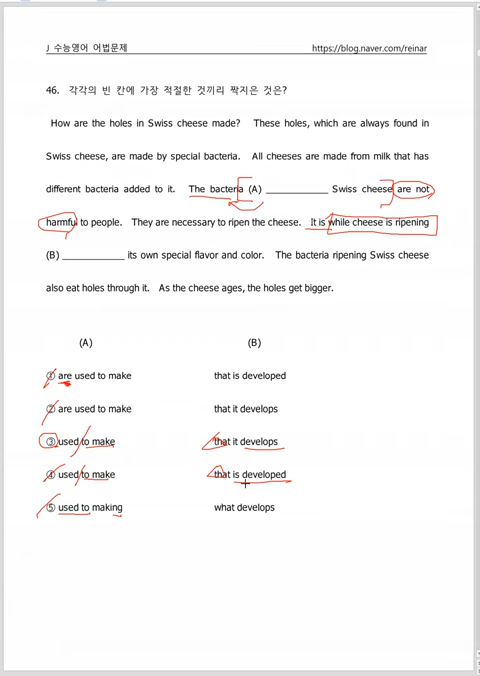 J 수능영어 어법문제 https://blog.naver.com/reinar
46. 각각의 빈 칸에 가장 적절한 것끼리 짝지은 것은?
How are the holes in Swiss cheese made? These holes, which are always found in
Swiss cheese, are made by special bacteria. All cheeses are made from milk that has
different bacteria added to it. The bacteria (A) ____________ Swiss cheese are not
harmful to people. They are necessary to ripen the cheese. It is while cheese is ripening
(B) ____________ its own special flavor and color. The bacteria ripening Swiss cheese
also eat holes through it. As the cheese ages, the holes get bigger.
(A) (B)
① are used to make that is developed
② are used to make that it develops
③ used to make that it develops
④ used to make that is developed
⑤ used to making what develops